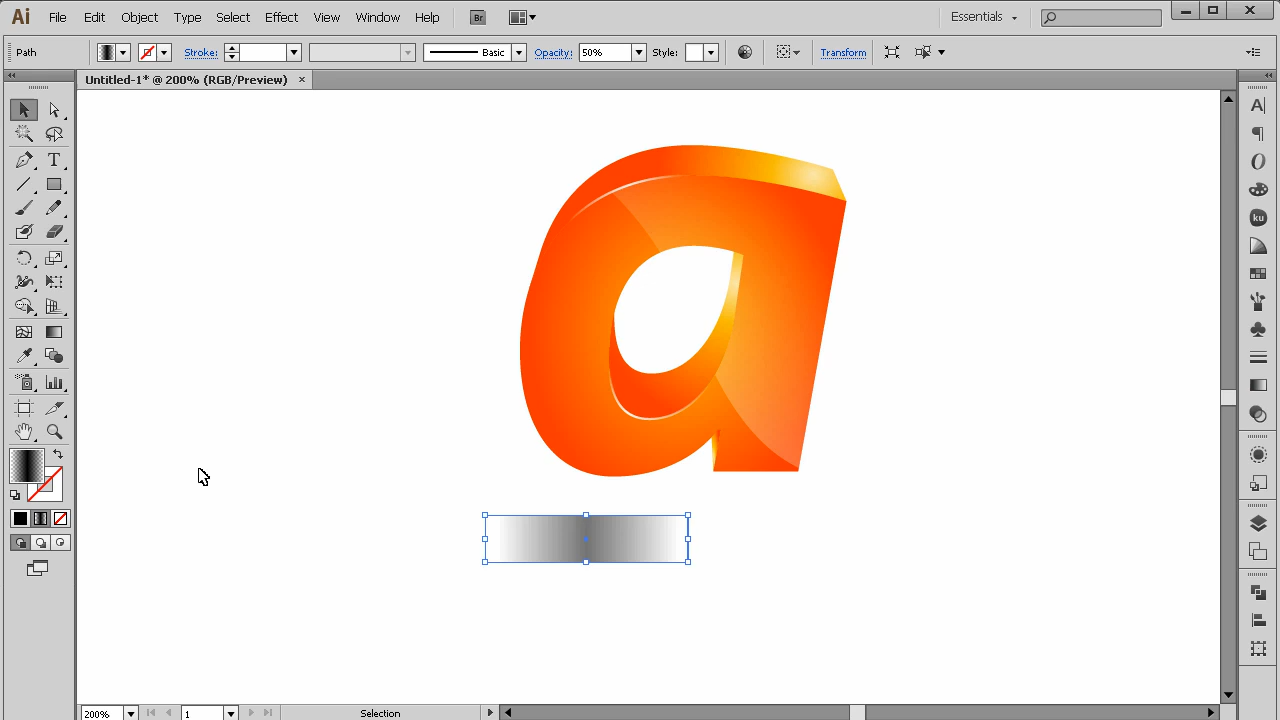 Ai File Edit Object Type Select Effect View Window Help Br Essentials
Path Stroke: Basic Opacity: 50% Style: Transform
Untitled-1* @ 200% (RGB/Preview) ×
T
A
ku
a
200% 1 Selection